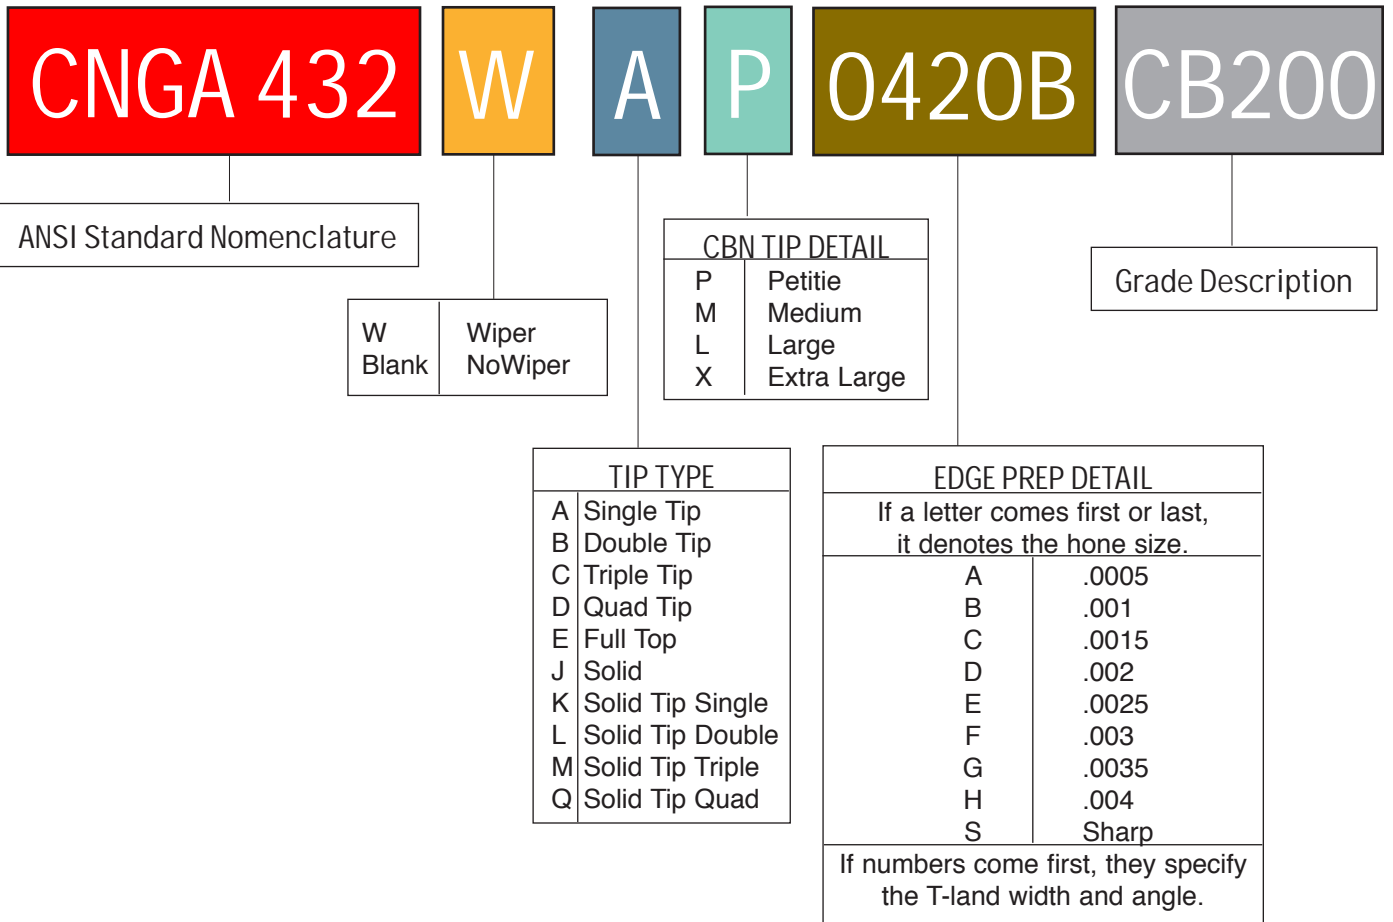 CNGA 432 W A P 0420B CB200
ANSI Standard Nomenclature
W Wiper
Blank NoWiper
CBN TIP DETAIL
P Petitie
M Medium
L Large
X Extra Large
Grade Description
TIP TYPE
A Single Tip
B Double Tip
C Triple Tip
D Quad Tip
E Full Top
J Solid
K Solid Tip Single
L Solid Tip Double
M Solid Tip Triple
Q Solid Tip Quad
EDGE PREP DETAIL
If a letter comes first or last,
it denotes the hone size.
A .0005
B .001
C .0015
D .002
E .0025
F .003
G .0035
H .004
S Sharp
If numbers come first, they specify
the T-land width and angle.